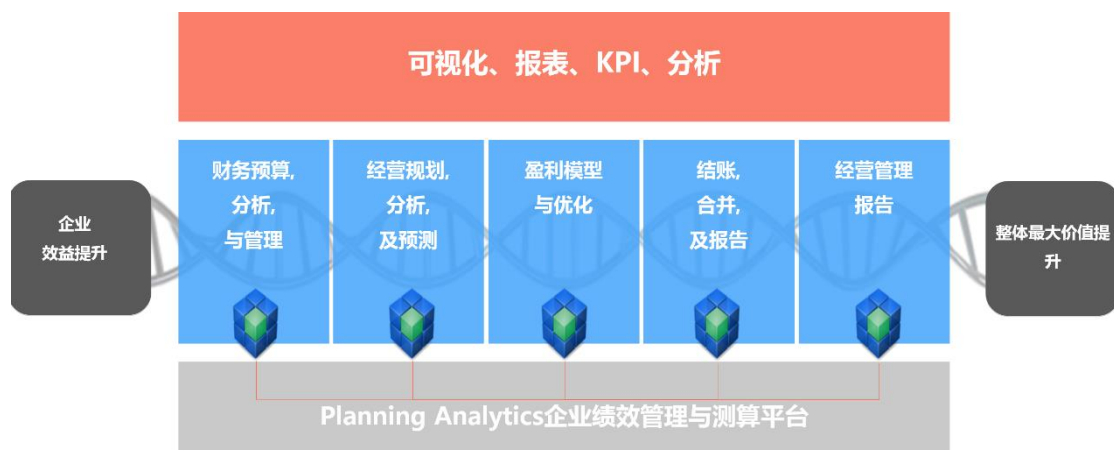 可视化、报表、KPI、分析
财务预算,
分析,
与管理
经营规划,
分析,
及预测
盈利模型
与优化
结账,
合并,
及报告
经营管理
报告
企业
效益提升
整体最大价值提
升
Planning Analytics企业绩效管理与测算平台